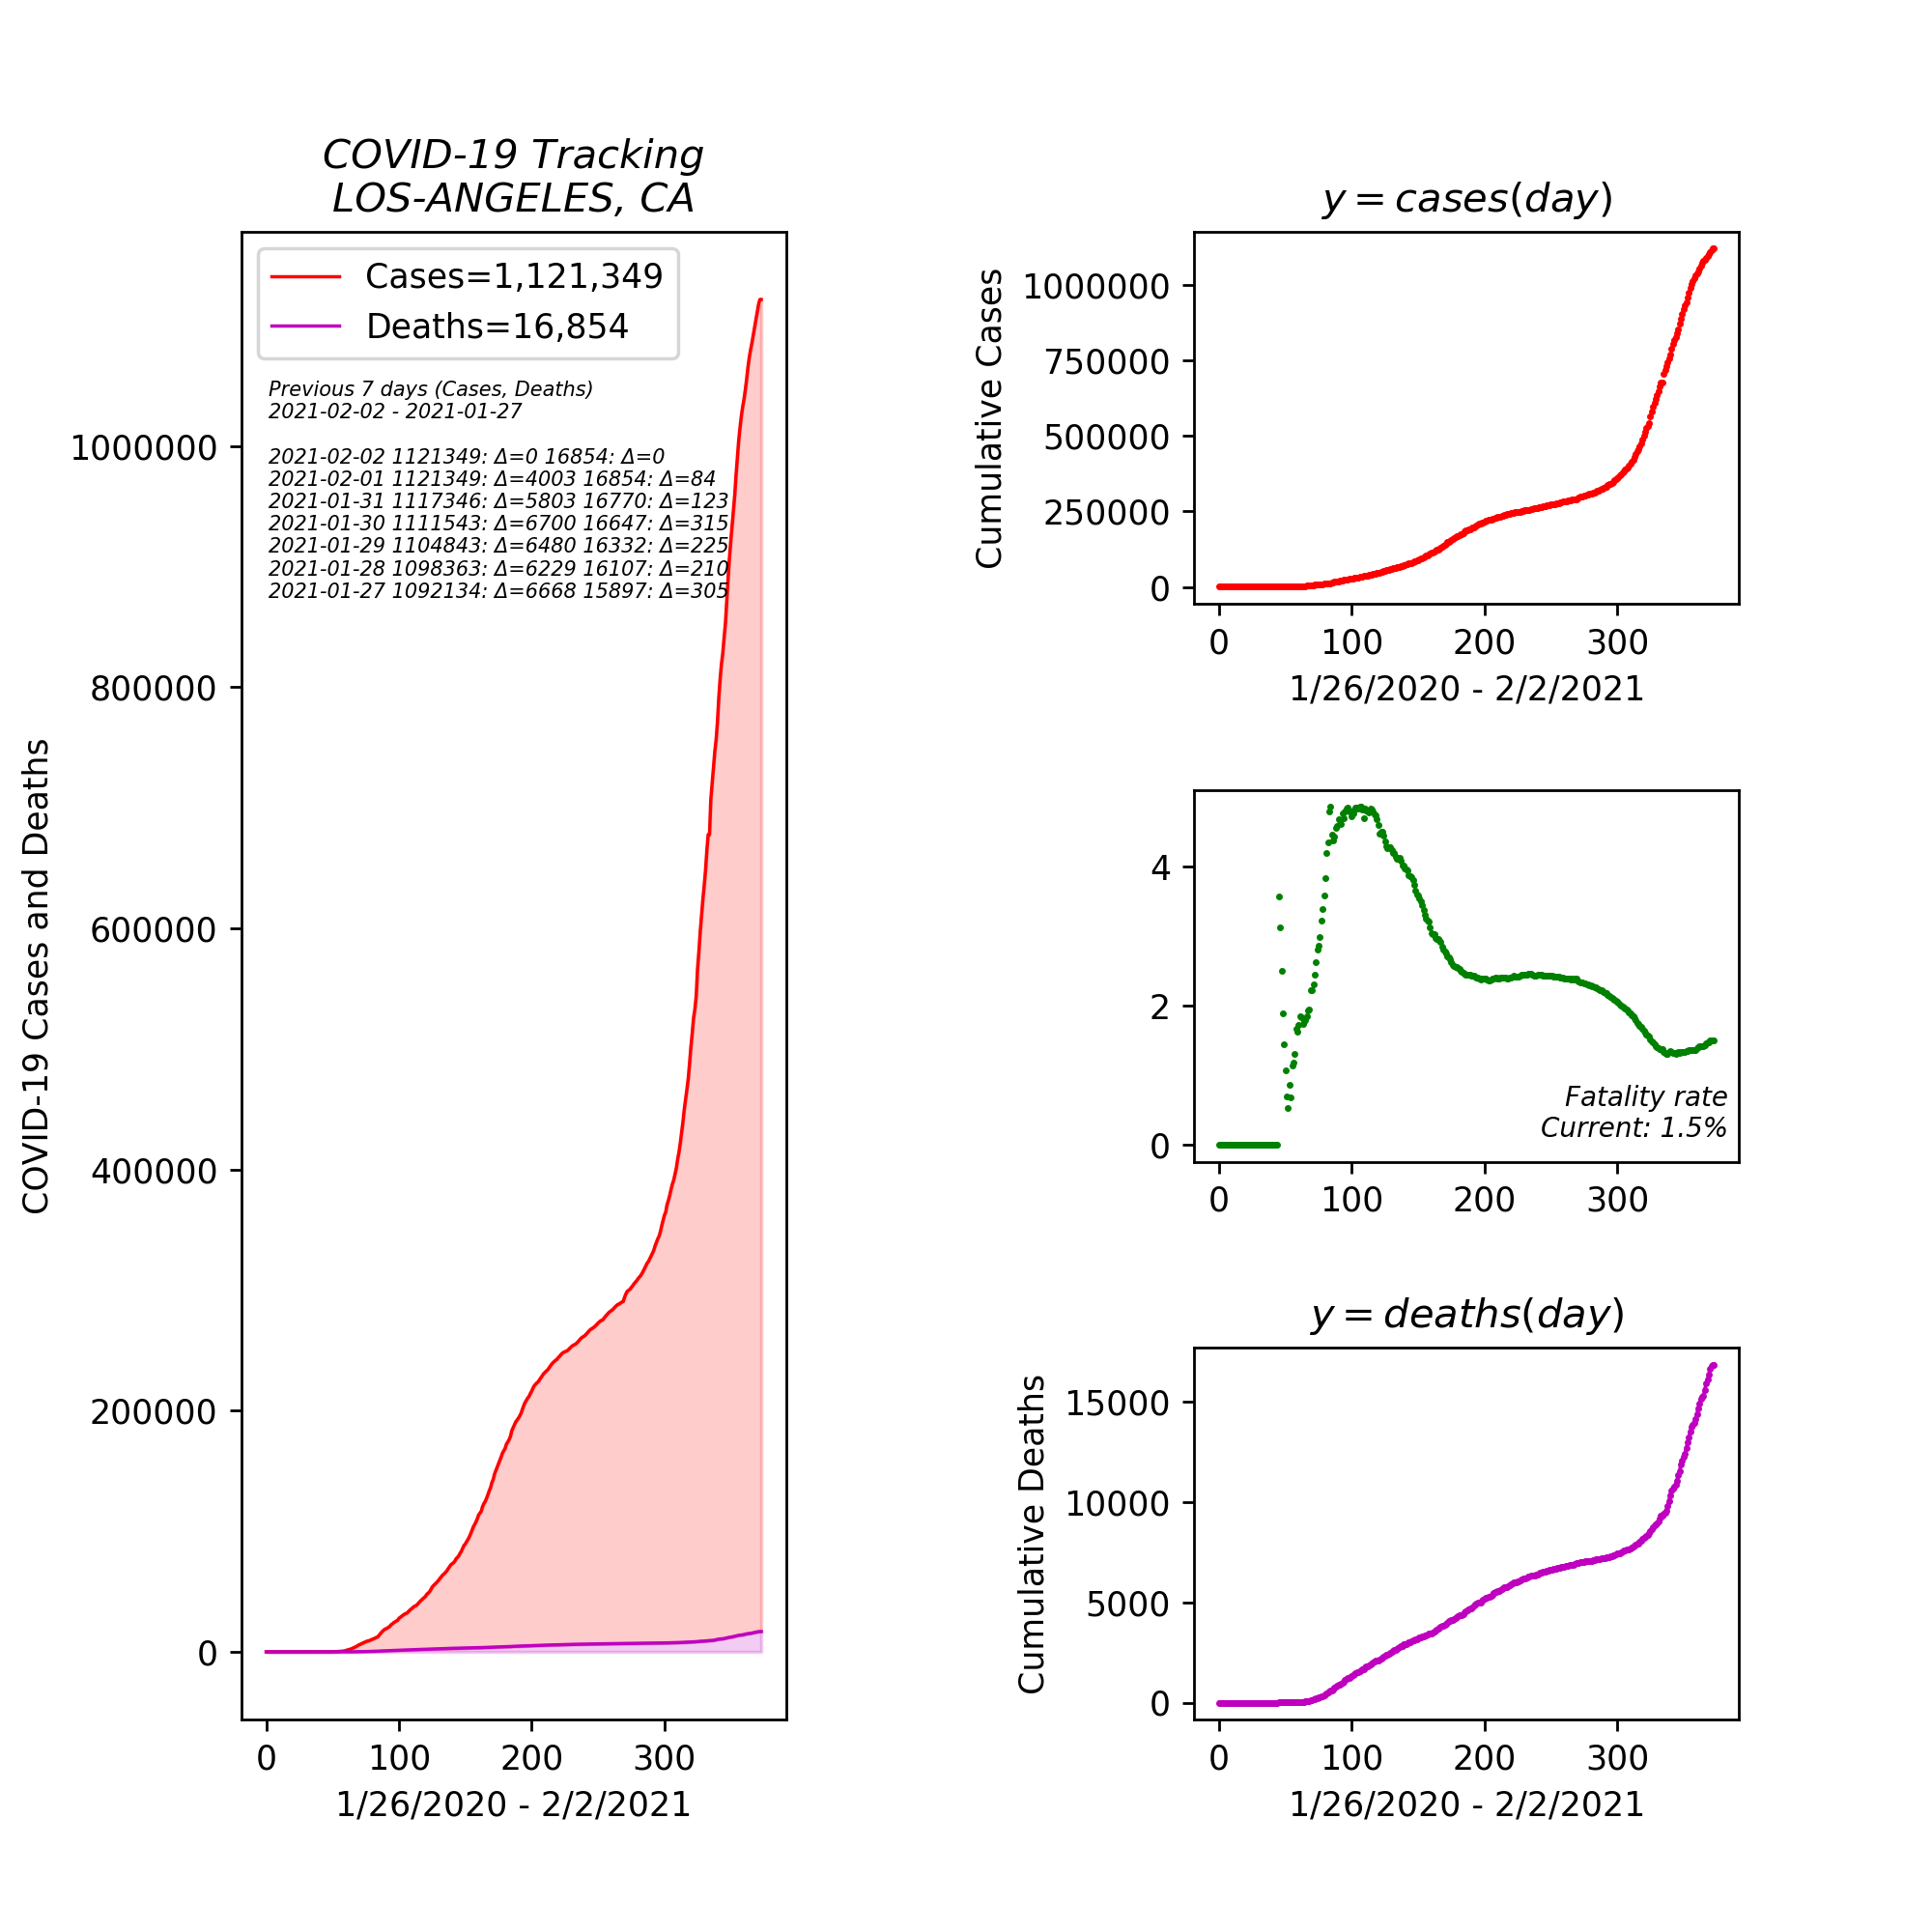 COVID-19 Tracking
LOS-ANGELES, CA
Cases=1,121,349
Deaths=16,854
Previous 7 days (Cases, Deaths)
2021-02-02 - 2021-01-27
2021-02-02 1121349: Δ=0 16854: Δ=0
2021-02-01 1121349: Δ=4003 16854: Δ=84
2021-01-31 1117346: Δ=5803 16770: Δ=123
2021-01-30 1111543: Δ=6700 16647: Δ=315
2021-01-29 1104843: Δ=6480 16332: Δ=225
2021-01-28 1098363: Δ=6229 16107: Δ=210
2021-01-27 1092134: Δ=6668 15897: Δ=305
1000000
800000
600000
400000
200000
0
COVID-19 Cases and Deaths
0 100 200 300
1/26/2020 - 2/2/2021
y = cases(day)
Cumulative Cases
1000000
750000
500000
250000
0
0 100 200 300
1/26/2020 - 2/2/2021
4
2
0
Fatality rate
Current: 1.5%
0 100 200 300
y = deaths(day)
Cumulative Deaths
15000
10000
5000
0
0 100 200 300
1/26/2020 - 2/2/2021